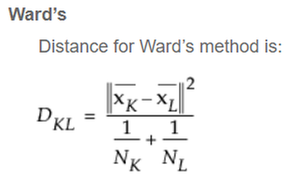 Ward's
Distance for Ward's method is:
D_KL = ‖x̅_K − x̅_L‖² / (1/N_K + 1/N_L)